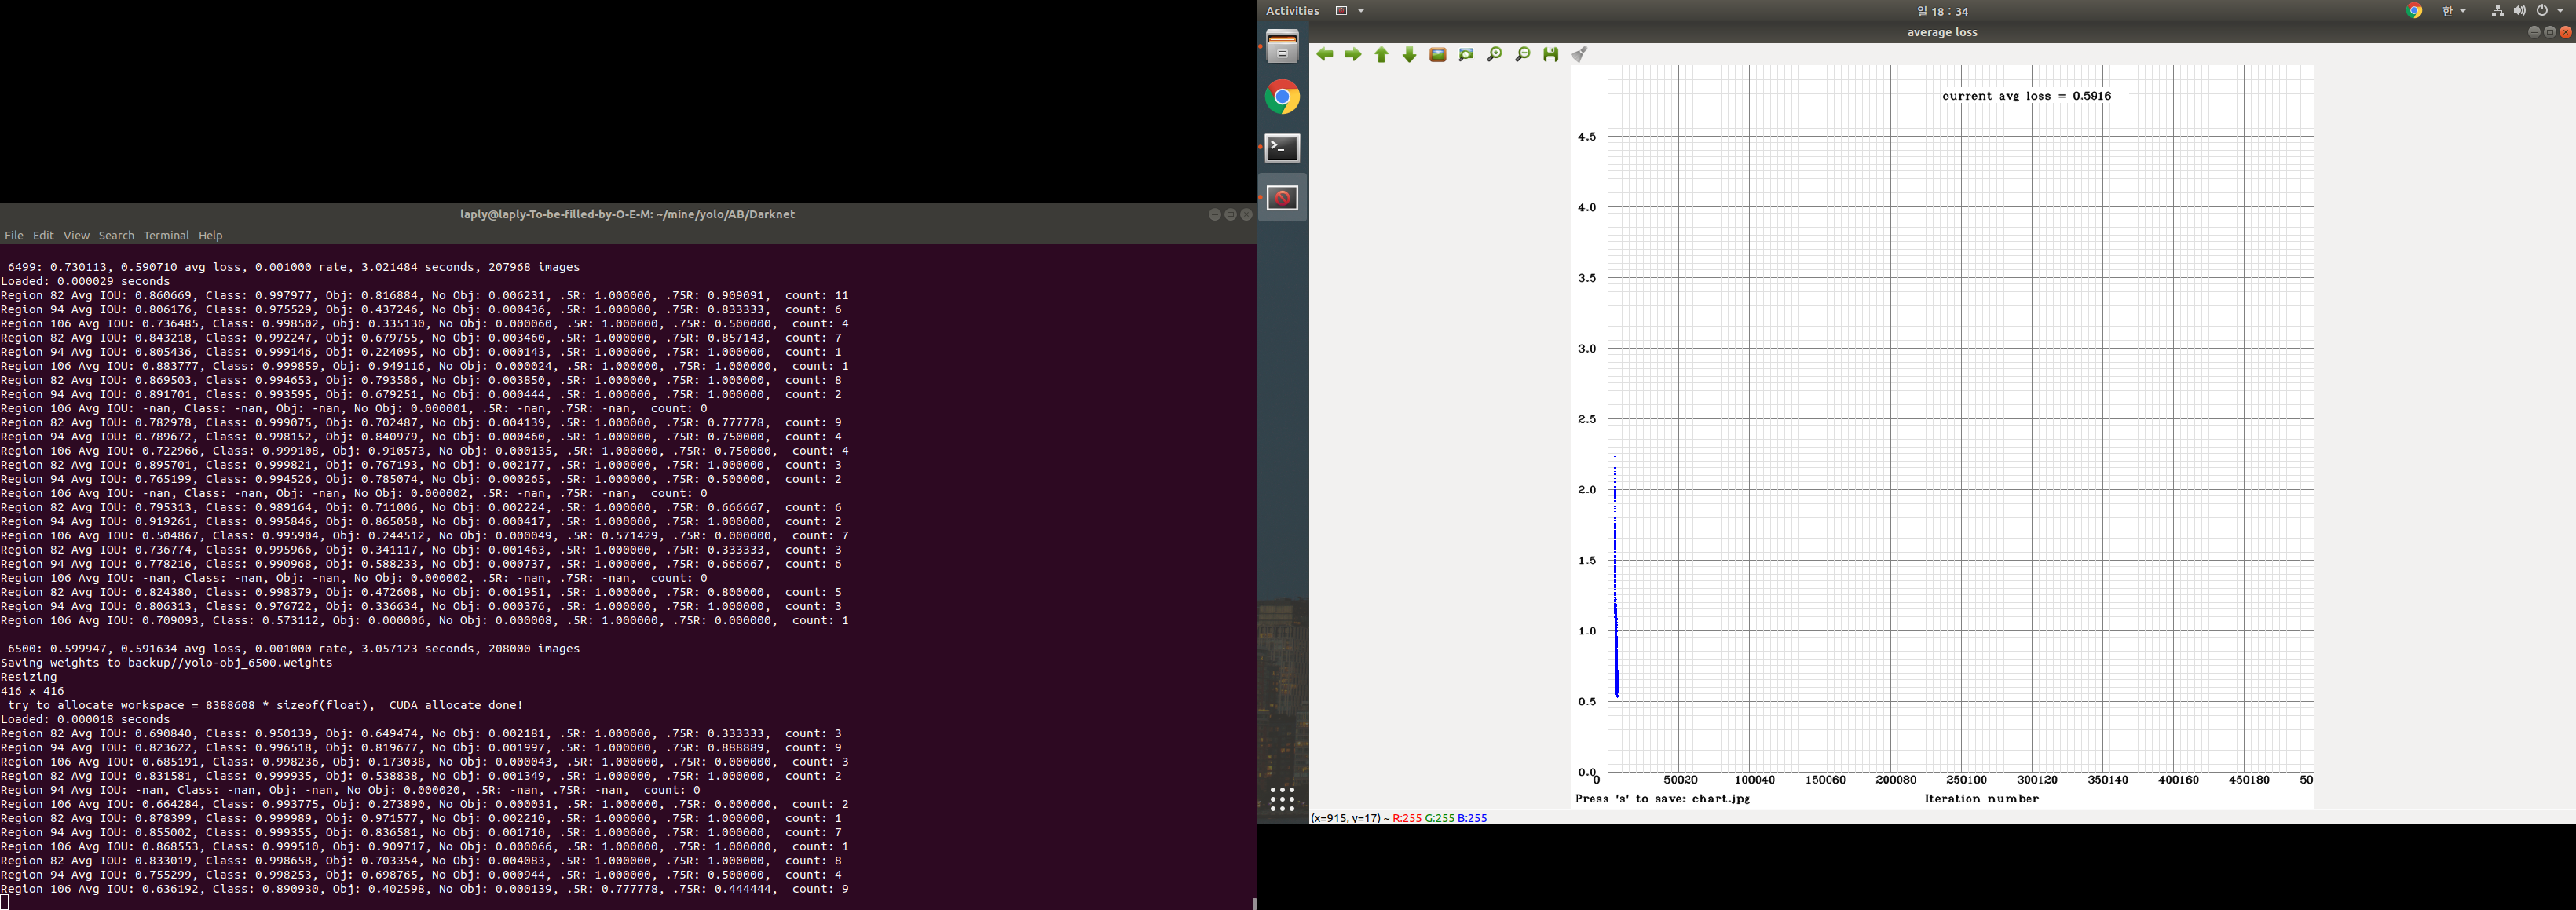 laply@laply-To-be-filled-by-O-E-M: ~/mine/yolo/AB/Darknet
File Edit View Search Terminal Help
6499: 0.730113, 0.590710 avg loss, 0.001000 rate, 3.021484 seconds, 207968 images
Loaded: 0.000029 seconds
Region 82 Avg IOU: 0.860669, Class: 0.997977, Obj: 0.816884, No Obj: 0.006231, .5R: 1.000000, .75R: 0.909091,  count: 11
Region 94 Avg IOU: 0.806176, Class: 0.975529, Obj: 0.437246, No Obj: 0.000436, .5R: 1.000000, .75R: 0.833333,  count: 6
Region 106 Avg IOU: 0.736485, Class: 0.998502, Obj: 0.335130, No Obj: 0.000060, .5R: 1.000000, .75R: 0.500000,  count: 4
Region 82 Avg IOU: 0.843218, Class: 0.992247, Obj: 0.679755, No Obj: 0.003460, .5R: 1.000000, .75R: 0.857143,  count: 7
Region 94 Avg IOU: 0.805436, Class: 0.999146, Obj: 0.224095, No Obj: 0.000143, .5R: 1.000000, .75R: 1.000000,  count: 1
Region 106 Avg IOU: 0.883777, Class: 0.999859, Obj: 0.949116, No Obj: 0.000024, .5R: 1.000000, .75R: 1.000000,  count: 1
Region 82 Avg IOU: 0.869503, Class: 0.994653, Obj: 0.793586, No Obj: 0.003850, .5R: 1.000000, .75R: 1.000000,  count: 8
Region 94 Avg IOU: 0.891701, Class: 0.993595, Obj: 0.679251, No Obj: 0.000444, .5R: 1.000000, .75R: 1.000000,  count: 2
Region 106 Avg IOU: -nan, Class: -nan, Obj: -nan, No Obj: 0.000001, .5R: -nan, .75R: -nan,  count: 0
Region 82 Avg IOU: 0.782978, Class: 0.999075, Obj: 0.702487, No Obj: 0.004139, .5R: 1.000000, .75R: 0.777778,  count: 9
Region 94 Avg IOU: 0.789672, Class: 0.998152, Obj: 0.840979, No Obj: 0.000460, .5R: 1.000000, .75R: 0.750000,  count: 4
Region 106 Avg IOU: 0.722966, Class: 0.999108, Obj: 0.910573, No Obj: 0.000135, .5R: 1.000000, .75R: 0.750000,  count: 4
Region 82 Avg IOU: 0.895701, Class: 0.999821, Obj: 0.767193, No Obj: 0.002177, .5R: 1.000000, .75R: 1.000000,  count: 3
Region 94 Avg IOU: 0.765199, Class: 0.994526, Obj: 0.785074, No Obj: 0.000265, .5R: 1.000000, .75R: 0.500000,  count: 2
Region 106 Avg IOU: -nan, Class: -nan, Obj: -nan, No Obj: 0.000002, .5R: -nan, .75R: -nan,  count: 0
Region 82 Avg IOU: 0.795313, Class: 0.989164, Obj: 0.711006, No Obj: 0.002224, .5R: 1.000000, .75R: 0.666667,  count: 6
Region 94 Avg IOU: 0.919261, Class: 0.995846, Obj: 0.865058, No Obj: 0.000417, .5R: 1.000000, .75R: 1.000000,  count: 2
Region 106 Avg IOU: 0.504867, Class: 0.995904, Obj: 0.244512, No Obj: 0.000049, .5R: 0.571429, .75R: 0.000000,  count: 7
Region 82 Avg IOU: 0.736774, Class: 0.995966, Obj: 0.341117, No Obj: 0.001463, .5R: 1.000000, .75R: 0.333333,  count: 3
Region 94 Avg IOU: 0.778216, Class: 0.990968, Obj: 0.588233, No Obj: 0.000737, .5R: 1.000000, .75R: 0.666667,  count: 6
Region 106 Avg IOU: -nan, Class: -nan, Obj: -nan, No Obj: 0.000002, .5R: -nan, .75R: -nan,  count: 0
Region 82 Avg IOU: 0.824380, Class: 0.998379, Obj: 0.472608, No Obj: 0.001951, .5R: 1.000000, .75R: 0.800000,  count: 5
Region 94 Avg IOU: 0.806313, Class: 0.976722, Obj: 0.336634, No Obj: 0.000376, .5R: 1.000000, .75R: 1.000000,  count: 3
Region 106 Avg IOU: 0.709093, Class: 0.573112, Obj: 0.000006, No Obj: 0.000008, .5R: 1.000000, .75R: 0.000000,  count: 1
6500: 0.599947, 0.591634 avg loss, 0.001000 rate, 3.057123 seconds, 208000 images
Saving weights to backup//yolo-obj_6500.weights
Resizing
416 x 416
try to allocate workspace = 8388608 * sizeof(float),  CUDA allocate done!
Loaded: 0.000018 seconds
Region 82 Avg IOU: 0.690840, Class: 0.950139, Obj: 0.649474, No Obj: 0.002181, .5R: 1.000000, .75R: 0.333333,  count: 3
Region 94 Avg IOU: 0.823622, Class: 0.996518, Obj: 0.819677, No Obj: 0.001997, .5R: 1.000000, .75R: 0.888889,  count: 9
Region 106 Avg IOU: 0.685191, Class: 0.998236, Obj: 0.173038, No Obj: 0.000043, .5R: 1.000000, .75R: 0.000000,  count: 3
Region 82 Avg IOU: 0.831581, Class: 0.999935, Obj: 0.538838, No Obj: 0.001349, .5R: 1.000000, .75R: 1.000000,  count: 2
Region 94 Avg IOU: -nan, Class: -nan, Obj: -nan, No Obj: 0.000020, .5R: -nan, .75R: -nan,  count: 0
Region 106 Avg IOU: 0.664284, Class: 0.993775, Obj: 0.273890, No Obj: 0.000031, .5R: 1.000000, .75R: 0.000000,  count: 2
Region 82 Avg IOU: 0.878399, Class: 0.999989, Obj: 0.971577, No Obj: 0.002210, .5R: 1.000000, .75R: 1.000000,  count: 1
Region 94 Avg IOU: 0.855002, Class: 0.999355, Obj: 0.836581, No Obj: 0.001710, .5R: 1.000000, .75R: 1.000000,  count: 7
Region 106 Avg IOU: 0.868553, Class: 0.999510, Obj: 0.909717, No Obj: 0.000066, .5R: 1.000000, .75R: 1.000000,  count: 1
Region 82 Avg IOU: 0.833019, Class: 0.998658, Obj: 0.703354, No Obj: 0.004083, .5R: 1.000000, .75R: 1.000000,  count: 8
Region 94 Avg IOU: 0.755299, Class: 0.998253, Obj: 0.698765, No Obj: 0.000944, .5R: 1.000000, .75R: 0.500000,  count: 4
Region 106 Avg IOU: 0.636192, Class: 0.890930, Obj: 0.402598, No Obj: 0.000139, .5R: 0.777778, .75R: 0.444444,  count: 9
Activities
일 18 : 34
한
average loss
current avg loss = 0.5916
4.5
4.0
3.5
3.0
2.5
2.0
1.5
1.0
0.5
0.0
0 50020 100040 150060 200080 250100 300120 350140 400160 450180 50
Press 's' to save: chart.jpg
Iteration number
(x=915, y=17) ~ R:255 G:255 B:255